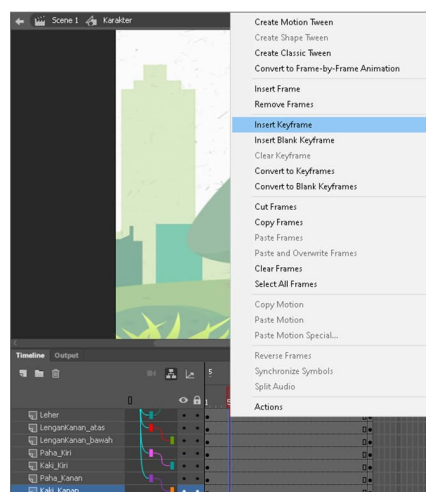 Scene 1 Karakter
Create Motion Tween
Create Shape Tween
Create Classic Tween
Convert to Frame-by-Frame Animation
Insert Frame
Remove Frames
Insert Keyframe
Insert Blank Keyframe
Clear Keyframe
Convert to Keyframes
Convert to Blank Keyframes
Cut Frames
Copy Frames
Paste Frames
Paste and Overwrite Frames
Clear Frames
Select All Frames
Copy Motion
Paste Motion
Paste Motion Special...
Reverse Frames
Synchronize Symbols
Split Audio
Actions
Timeline Output
5
1 5
Leher
LenganKanan_atas
LenganKanan_bawah
Paha_Kiri
Kaki_Kiri
Paha_Kanan
Kaki_Kanan